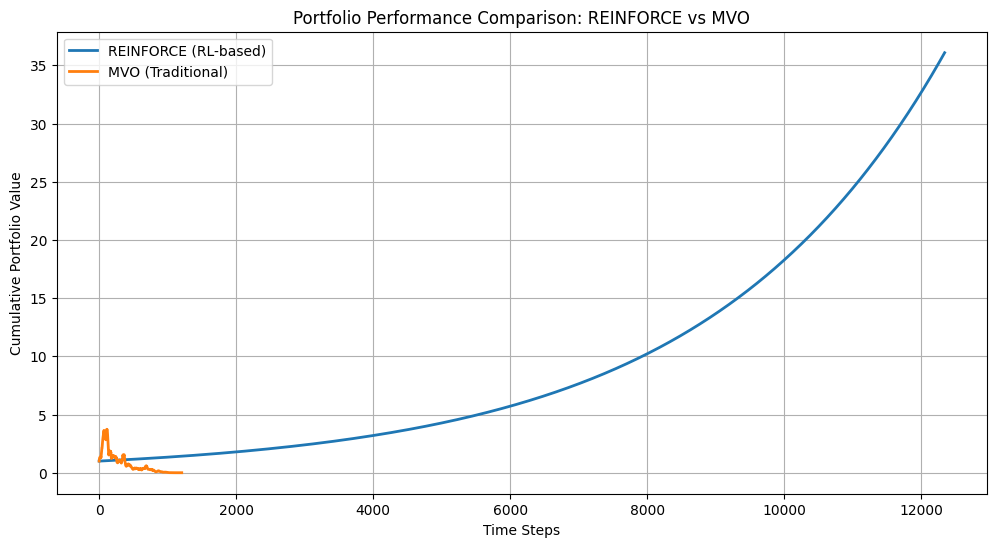 Portfolio Performance Comparison: REINFORCE vs MVO
REINFORCE (RL-based)
MVO (Traditional)
Cumulative Portfolio Value
35
30
25
20
15
10
5
0
0 2000 4000 6000 8000 10000 12000
Time Steps